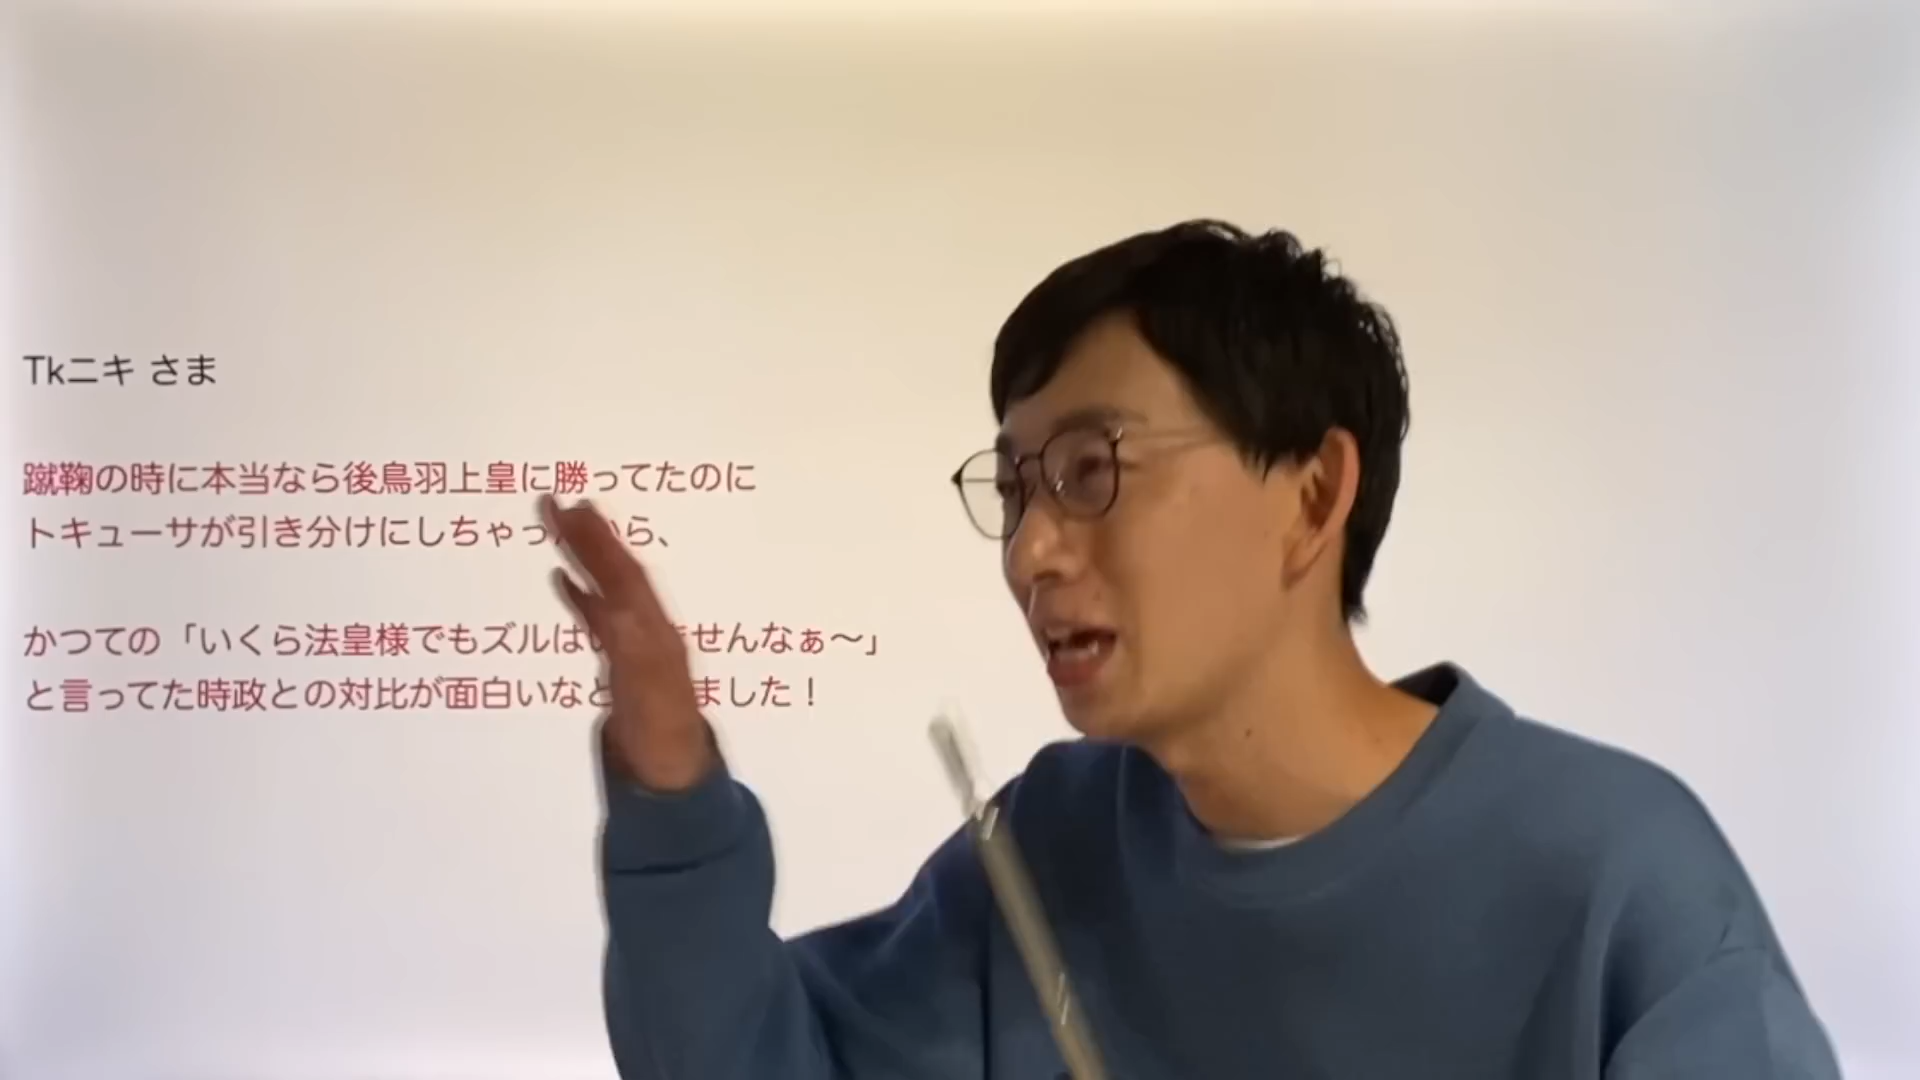 Tkニキ さま
蹴鞠の時に本当なら後鳥羽上皇に勝ってたのに
トキューサが引き分けにしちゃっ から、
かつての「いくら法皇様でもズルは せんなぁ〜」
と言ってた時政との対比が面白いなと ました！